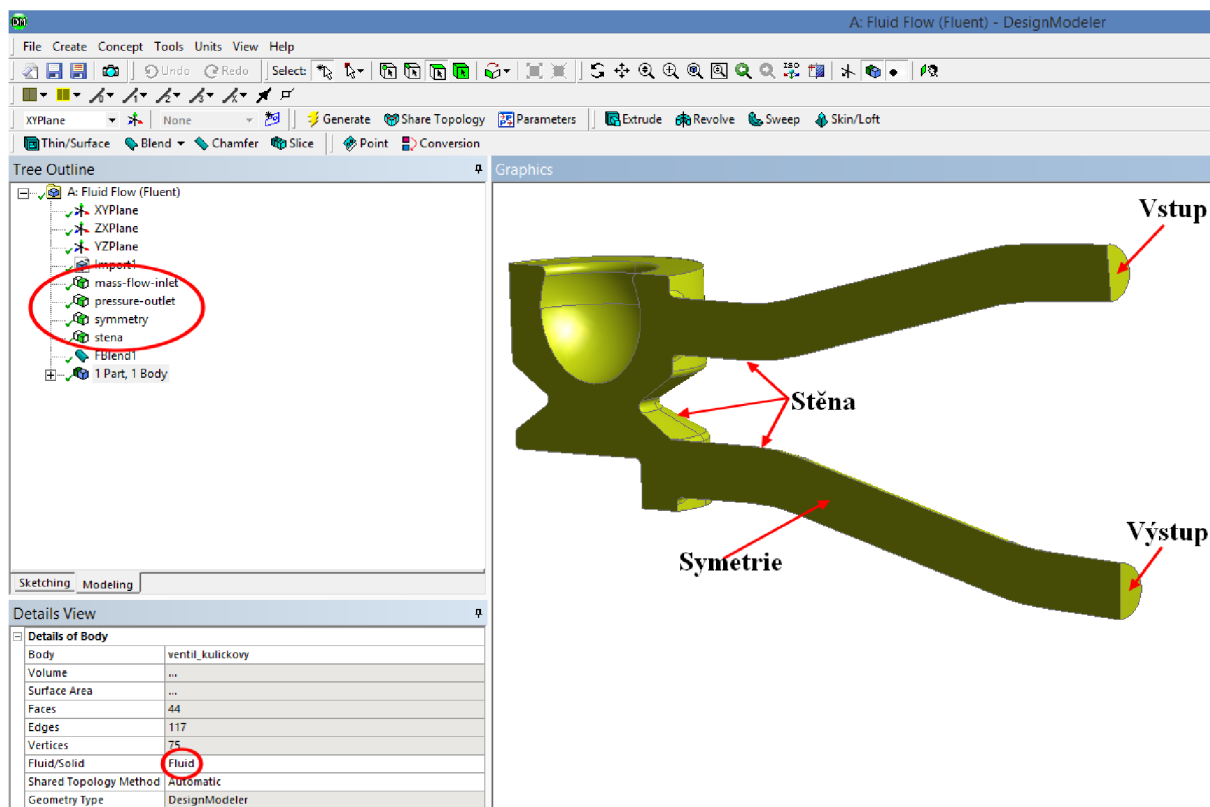 A: Fluid Flow (Fluent) - DesignModeler
File Create Concept Tools Units View Help
Undo Redo Select: ISO
XYPlane None Generate Share Topology Parameters Extrude Revolve Sweep Skin/Loft
Thin/Surface Blend Chamfer Slice Point Conversion
Tree Outline
A: Fluid Flow (Fluent)
XYPlane
ZXPlane
YZPlane
Import1
mass-flow-inlet
pressure-outlet
symmetry
stena
FBlend1
1 Part, 1 Body
Sketching Modeling
Details View
Details of Body
Body ventil_kulickovy
Volume ...
Surface Area ...
Faces 44
Edges 117
Vertices 75
Fluid/Solid Fluid
Shared Topology Method Automatic
Geometry Type DesignModeler
Graphics
Vstup
Stěna
Symetrie
Výstup